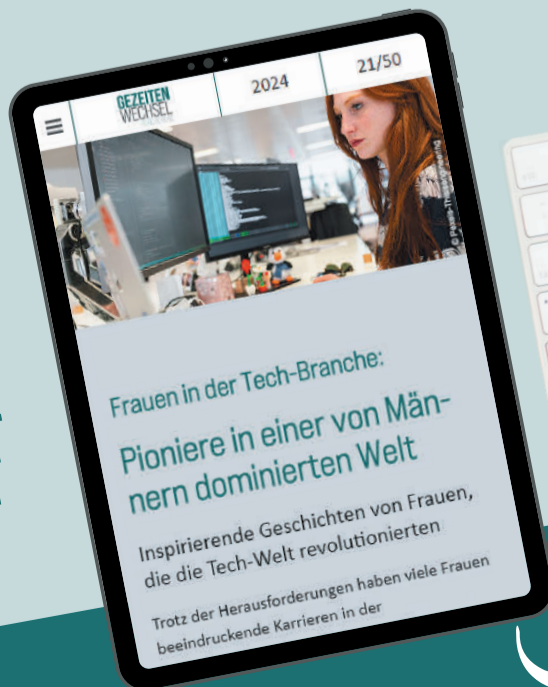 GEZEITEN
WECHSEL
2024
21/50
Frauen in der Tech-Branche:
Pioniere in einer von Män-
nern dominierten Welt
Inspirierende Geschichten von Frauen,
die die Tech-Welt revolutionierten
Trotz der Herausforderungen haben viele Frauen
beeindruckende Karrieren in der